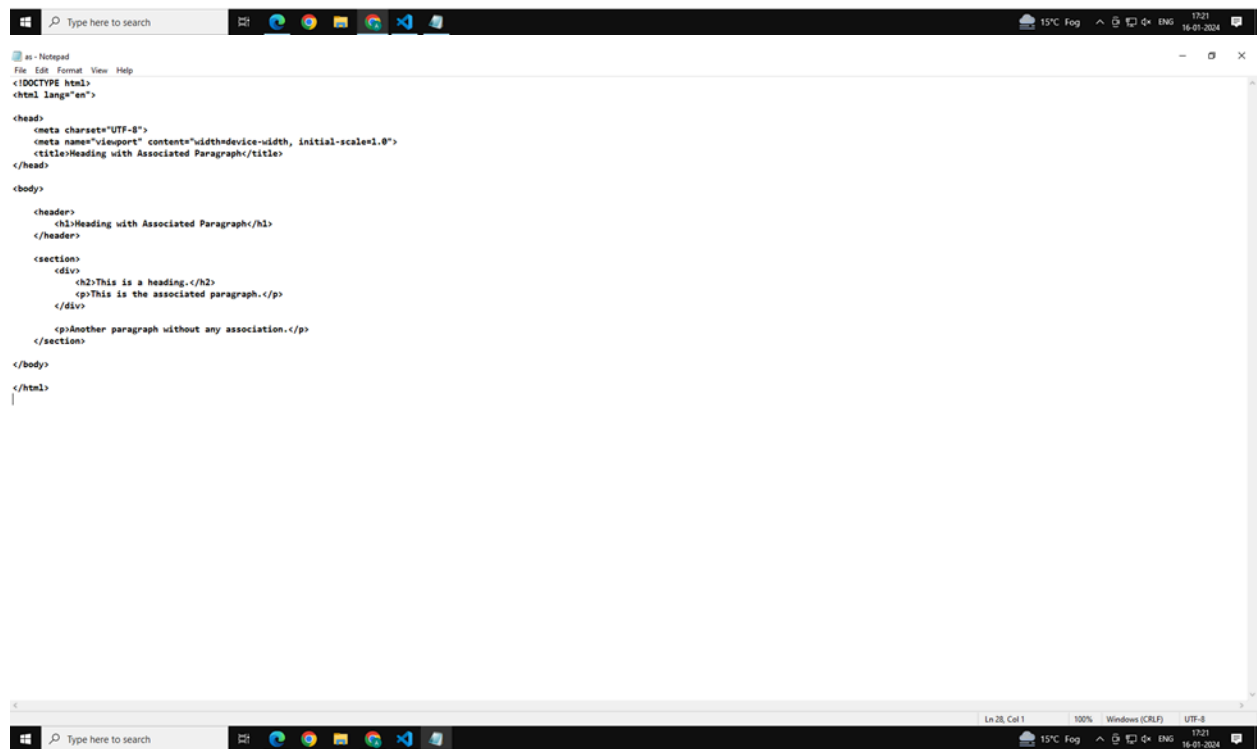 Type here to search
15°C Fog
ENG
17:21
16-01-2024
as - Notepad
File Edit Format View Help
<!DOCTYPE html>
<html lang="en">
<head>
    <meta charset="UTF-8">
    <meta name="viewport" content="width=device-width, initial-scale=1.0">
    <title>Heading with Associated Paragraph</title>
</head>
<body>
    <header>
        <h1>Heading with Associated Paragraph</h1>
    </header>
    <section>
        <div>
            <h2>This is a heading.</h2>
            <p>This is the associated paragraph.</p>
        </div>
        <p>Another paragraph without any association.</p>
    </section>
</body>
</html>
Ln 28, Col 1 100% Windows (CRLF) UTF-8
Type here to search
15°C Fog
ENG
17:21
16-01-2024